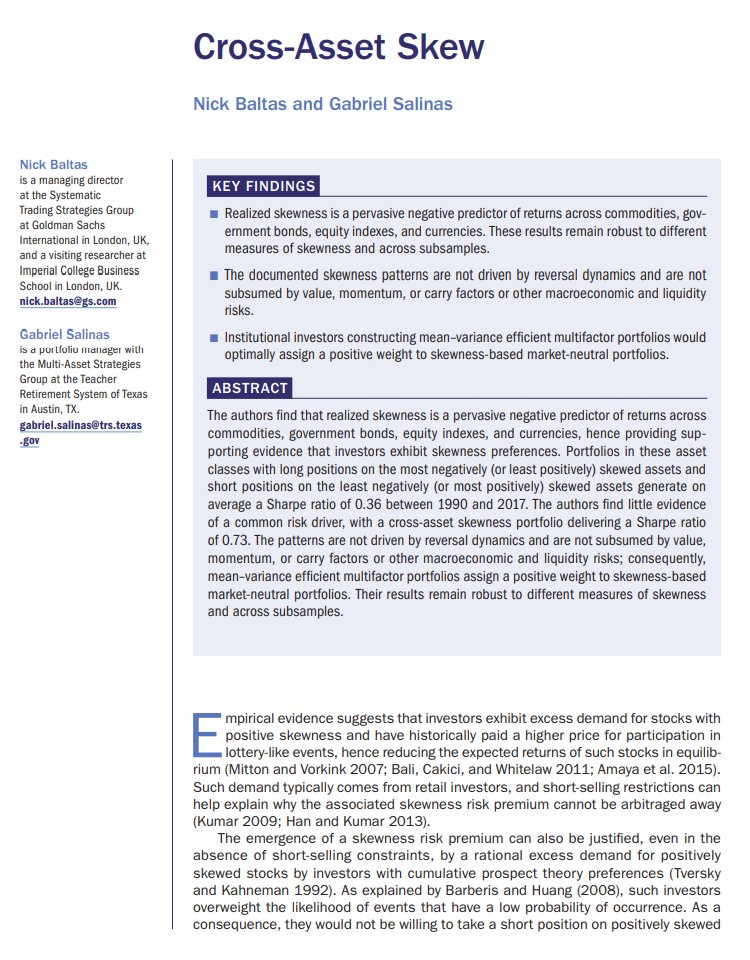 Cross-Asset Skew
Nick Baltas and Gabriel Salinas
Nick Baltas
is a managing director
at the Systematic
Trading Strategies Group
at Goldman Sachs
International in London, UK,
and a visiting researcher at
Imperial College Business
School in London, UK.
nick.baltas@gs.com
Gabriel Salinas
is a portfolio manager with
the Multi-Asset Strategies
Group at the Teacher
Retirement System of Texas
in Austin, TX.
gabriel.salinas@trs.texas
.gov
KEY FINDINGS
■ Realized skewness is a pervasive negative predictor of returns across commodities, gov-
ernment bonds, equity indexes, and currencies. These results remain robust to different
measures of skewness and across subsamples.
■ The documented skewness patterns are not driven by reversal dynamics and are not
subsumed by value, momentum, or carry factors or other macroeconomic and liquidity
risks.
■ Institutional investors constructing mean–variance efficient multifactor portfolios would
optimally assign a positive weight to skewness-based market-neutral portfolios.
ABSTRACT
The authors find that realized skewness is a pervasive negative predictor of returns across
commodities, government bonds, equity indexes, and currencies, hence providing sup-
porting evidence that investors exhibit skewness preferences. Portfolios in these asset
classes with long positions on the most negatively (or least positively) skewed assets and
short positions on the least negatively (or most positively) skewed assets generate on
average a Sharpe ratio of 0.36 between 1990 and 2017. The authors find little evidence
of a common risk driver, with a cross-asset skewness portfolio delivering a Sharpe ratio
of 0.73. The patterns are not driven by reversal dynamics and are not subsumed by value,
momentum, or carry factors or other macroeconomic and liquidity risks; consequently,
mean–variance efficient multifactor portfolios assign a positive weight to skewness-based
market-neutral portfolios. Their results remain robust to different measures of skewness
and across subsamples.
Empirical evidence suggests that investors exhibit excess demand for stocks with
positive skewness and have historically paid a higher price for participation in
lottery-like events, hence reducing the expected returns of such stocks in equilib-
rium (Mitton and Vorkink 2007; Bali, Cakici, and Whitelaw 2011; Amaya et al. 2015).
Such demand typically comes from retail investors, and short-selling restrictions can
help explain why the associated skewness risk premium cannot be arbitraged away
(Kumar 2009; Han and Kumar 2013).
The emergence of a skewness risk premium can also be justified, even in the
absence of short-selling constraints, by a rational excess demand for positively
skewed stocks by investors with cumulative prospect theory preferences (Tversky
and Kahneman 1992). As explained by Barberis and Huang (2008), such investors
overweight the likelihood of events that have a low probability of occurrence. As a
consequence, they would not be willing to take a short position on positively skewed